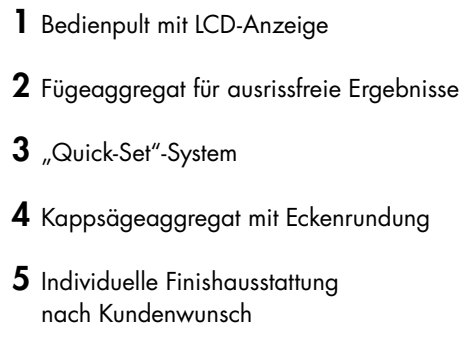 1 Bedienpult mit LCD-Anzeige
2 Fügeaggregat für ausrissfreie Ergebnisse
3 „Quick-Set“-System
4 Kappsägeaggregat mit Eckenrundung
5 Individuelle Finishausstattung
nach Kundenwunsch